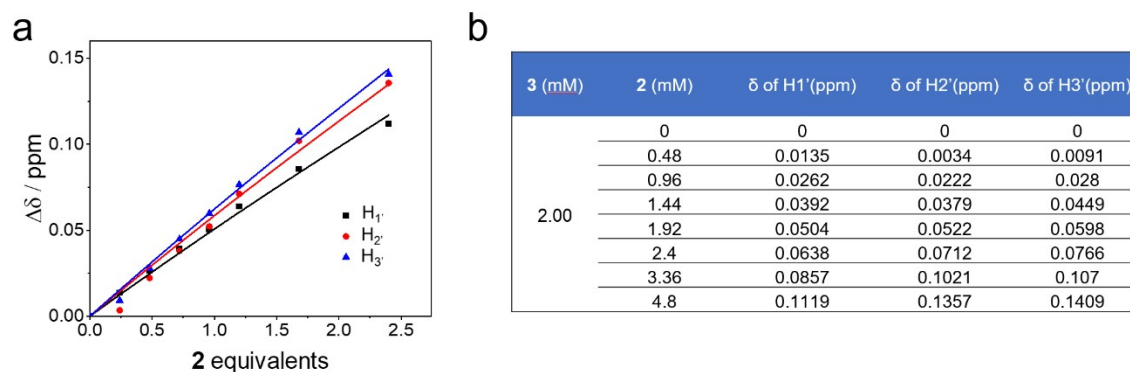 a
0.15
0.10
0.05
0.00
Δδ / ppm
H1'
H2'
H3'
0.0 0.5 1.0 1.5 2.0 2.5
2 equivalents
b
3 (mM) 2 (mM) δ of H1’(ppm) δ of H2’(ppm) δ of H3’(ppm)
0 0 0 0
0.48 0.0135 0.0034 0.0091
0.96 0.0262 0.0222 0.028
1.44 0.0392 0.0379 0.0449
2.00 1.92 0.0504 0.0522 0.0598
2.4 0.0638 0.0712 0.0766
3.36 0.0857 0.1021 0.107
4.8 0.1119 0.1357 0.1409